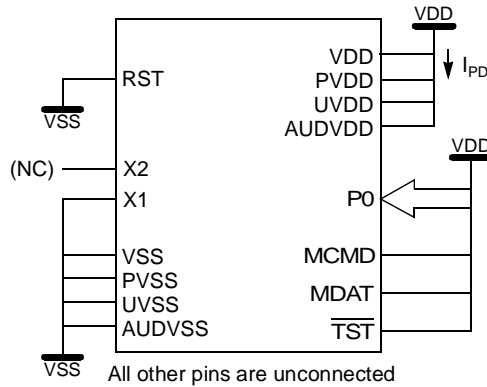 VDD
VDD
PVDD
UVDD
AUDVDD
IPD
RST
VSS
(NC)
X2
X1
VDD
P0
VSS
PVSS
UVSS
AUDVSS
MCMD
MDAT
TST
VSS
All other pins are unconnected